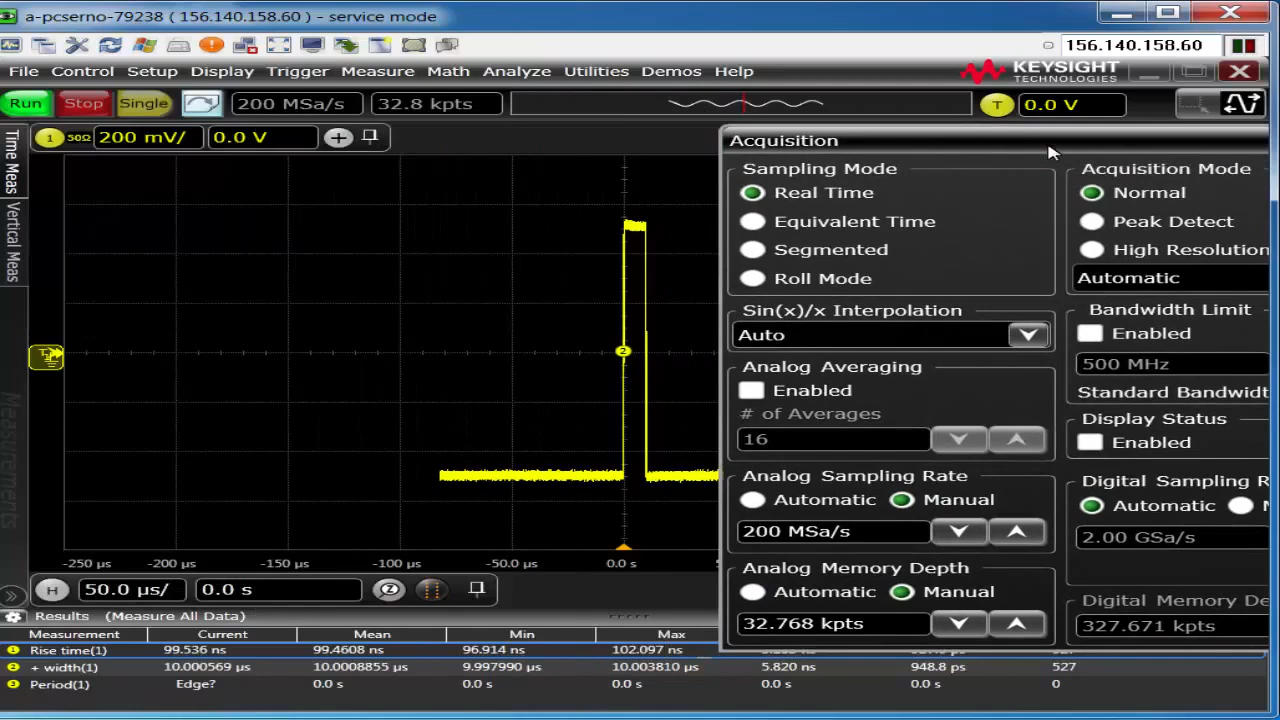 a-pcserno-79238 ( 156.140.158.60 ) - service mode
156.140.158.60
File Control Setup Display Trigger Measure Math Analyze Utilities Demos Help
KEYSIGHT
TECHNOLOGIES
Run Stop Single 200 MSa/s 32.8 kpts T 0.0 V
1 50Ω 200 mV/ 0.0 V
Time Meas
Vertical Meas
Measurements
2
-250 µs -200 µs -150 µs -100 µs -50.0 µs 0.0 s
H 50.0 µs/ 0.0 s
Acquisition
Sampling Mode
Real Time
Equivalent Time
Segmented
Roll Mode
Sin(x)/x Interpolation
Auto
Analog Averaging
Enabled
# of Averages
16
Analog Sampling Rate
Automatic Manual
200 MSa/s
Analog Memory Depth
Automatic Manual
32.768 kpts
Acquisition Mode
Normal
Peak Detect
High Resolution
Automatic
Bandwidth Limit
Enabled
500 MHz
Standard Bandwidt
Display Status
Enabled
Digital Sampling R
Automatic
2.00 GSa/s
Digital Memory De
327.671 kpts
Results (Measure All Data)
Measurement Current Mean Min Max
1 Rise time(1) 99.536 ns 99.4608 ns 96.914 ns 102.097 ns
2 + width(1) 10.000569 µs 10.0008855 µs 9.997990 µs 10.003810 µs 5.820 ns 948.8 ps 527
3 Period(1) Edge? 0.0 s 0.0 s 0.0 s 0.0 s 0.0 s 0